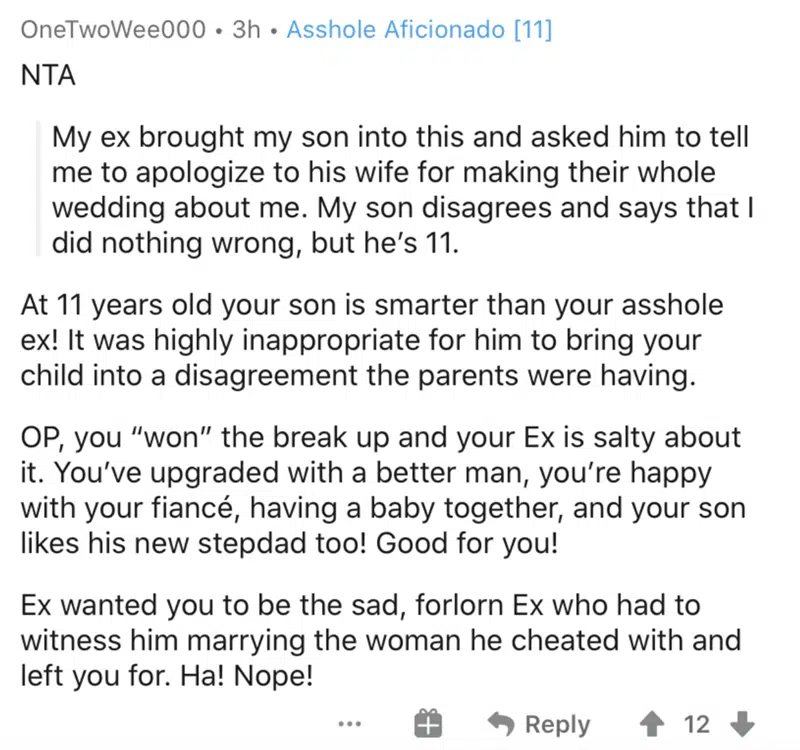 OneTwoWee000 • 3h • Asshole Aficionado [11]
NTA
My ex brought my son into this and asked him to tell
me to apologize to his wife for making their whole
wedding about me. My son disagrees and says that I
did nothing wrong, but he’s 11.
At 11 years old your son is smarter than your asshole
ex! It was highly inappropriate for him to bring your
child into a disagreement the parents were having.
OP, you “won” the break up and your Ex is salty about
it. You’ve upgraded with a better man, you’re happy
with your fiancé, having a baby together, and your son
likes his new stepdad too! Good for you!
Ex wanted you to be the sad, forlorn Ex who had to
witness him marrying the woman he cheated with and
left you for. Ha! Nope!
... Reply 12